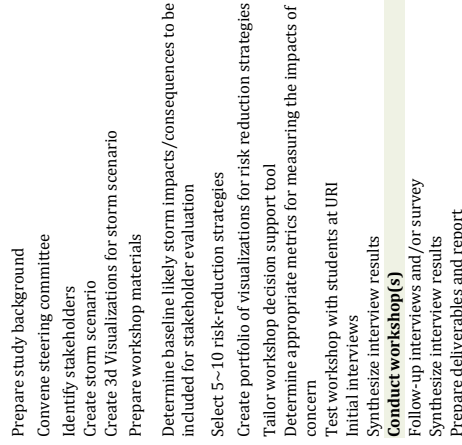 Prepare study background
Convene steering committee
Identify stakeholders
Create storm scenario
Create 3d Visualizations for storm scenario
Prepare workshop materials
Determine baseline likely storm impacts/consequences to be
included for stakeholder evaluation
Select 5~10 risk-reduction strategies
Create portfolio of visualizations for risk reduction strategies
Tailor workshop decision support tool
Determine appropriate metrics for measuring the impacts of
concern
Test workshop with students at URI
Initial interviews
Synthesize interview results
Conduct workshop(s)
Follow-up interviews and/or survey
Synthesize interview results
Prepare deliverables and report